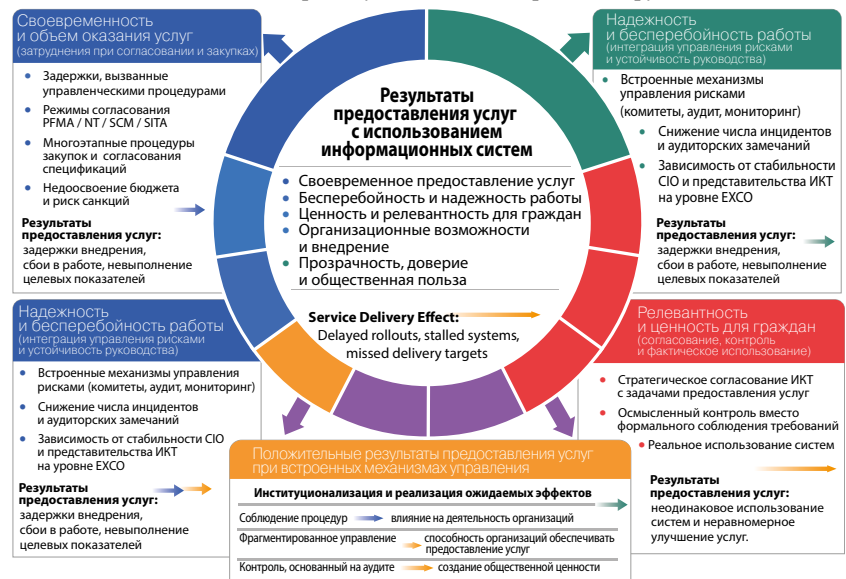 Своевременность
и объем оказания услуг
(затруднения при согласовании и закупках)
• Задержки, вызванные
управленческими процедурами
• Режимы согласования
PFMA / NT / SCM / SITA
• Многоэтапные процедуры
закупок и согласования
спецификаций
• Недоосвоение бюджета
и риск санкций
Результаты
предоставления услуг:
задержки внедрения,
сбои в работе, невыполнение
целевых показателей
Надежность
и бесперебойность работы
(интеграция управления рисками
и устойчивость руководства)
• Встроенные механизмы
управления рисками
(комитеты, аудит, мониторинг)
• Снижение числа инцидентов
и аудиторских замечаний
• Зависимость от стабильности
CIO и представительства ИКТ
на уровне EXCO
Результаты
предоставления услуг:
задержки внедрения,
сбои в работе, невыполнение
целевых показателей
Результаты
предоставления услуг
с использованием
информационных систем
• Своевременное предоставление услуг
• Бесперебойность и надежность работы
• Ценность и релевантность для граждан
• Организационные возможности
и внедрение
• Прозрачность, доверие
и общественная польза
Service Delivery Effect:
Delayed rollouts, stalled systems,
missed delivery targets
Надежность
и бесперебойность работы
(интеграция управления рисками
и устойчивость руководства)
• Встроенные механизмы управления
рисками (комитеты, аудит, мониторинг)
• Снижение числа инцидентов
и аудиторских замечаний
• Зависимость от стабильности CIO
и представительства ИКТ
на уровне EXCO
Результаты
предоставления услуг:
задержки внедрения,
сбои в работе, невыполнение
целевых показателей
Релевантность
и ценность для граждан
(согласование, контроль
и фактическое использование)
• Стратегическое согласование ИКТ
с задачами предоставления услуг
• Осмысленный контроль вместо
формального соблюдения требований
• Реальное использование систем
Результаты
предоставления услуг:
неодинаковое использование
систем и неравномерное
улучшение услуг.
Положительные результаты предоставления услуг
при встроенных механизмах управления
Институционализация и реализация ожидаемых эффектов
Соблюдение процедур влияние на деятельность организаций
Фрагментированное управление способность организаций обеспечивать
предоставление услуг
Контроль, основанный на аудите создание общественной ценности